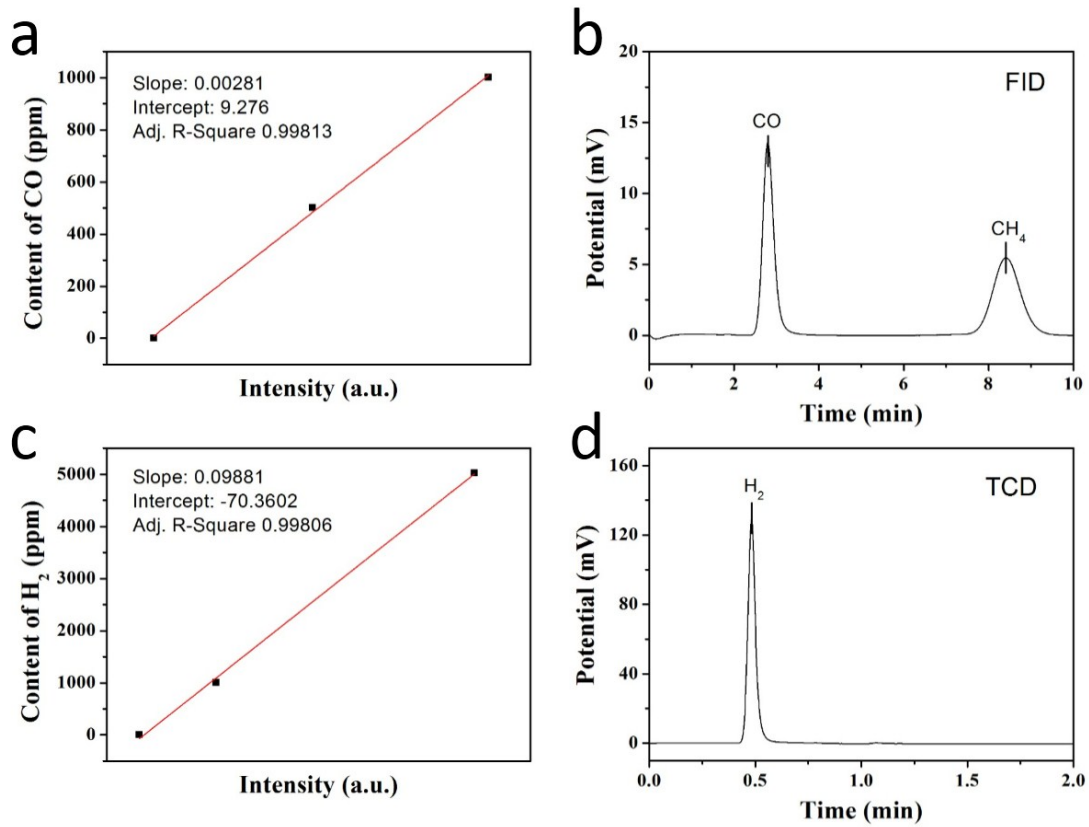 a
Slope: 0.00281
Intercept: 9.276
Adj. R-Square 0.99813
1000
800
600
400
200
0
Content of CO (ppm)
Intensity (a.u.)
b
FID
CO
CH4
20
15
10
5
0
Potential (mV)
0 2 4 6 8 10
Time (min)
c
Slope: 0.09881
Intercept: -70.3602
Adj. R-Square 0.99806
5000
4000
3000
2000
1000
0
Content of H2 (ppm)
Intensity (a.u.)
d
TCD
H2
160
120
80
40
0
Potential (mV)
0.0 0.5 1.0 1.5 2.0
Time (min)